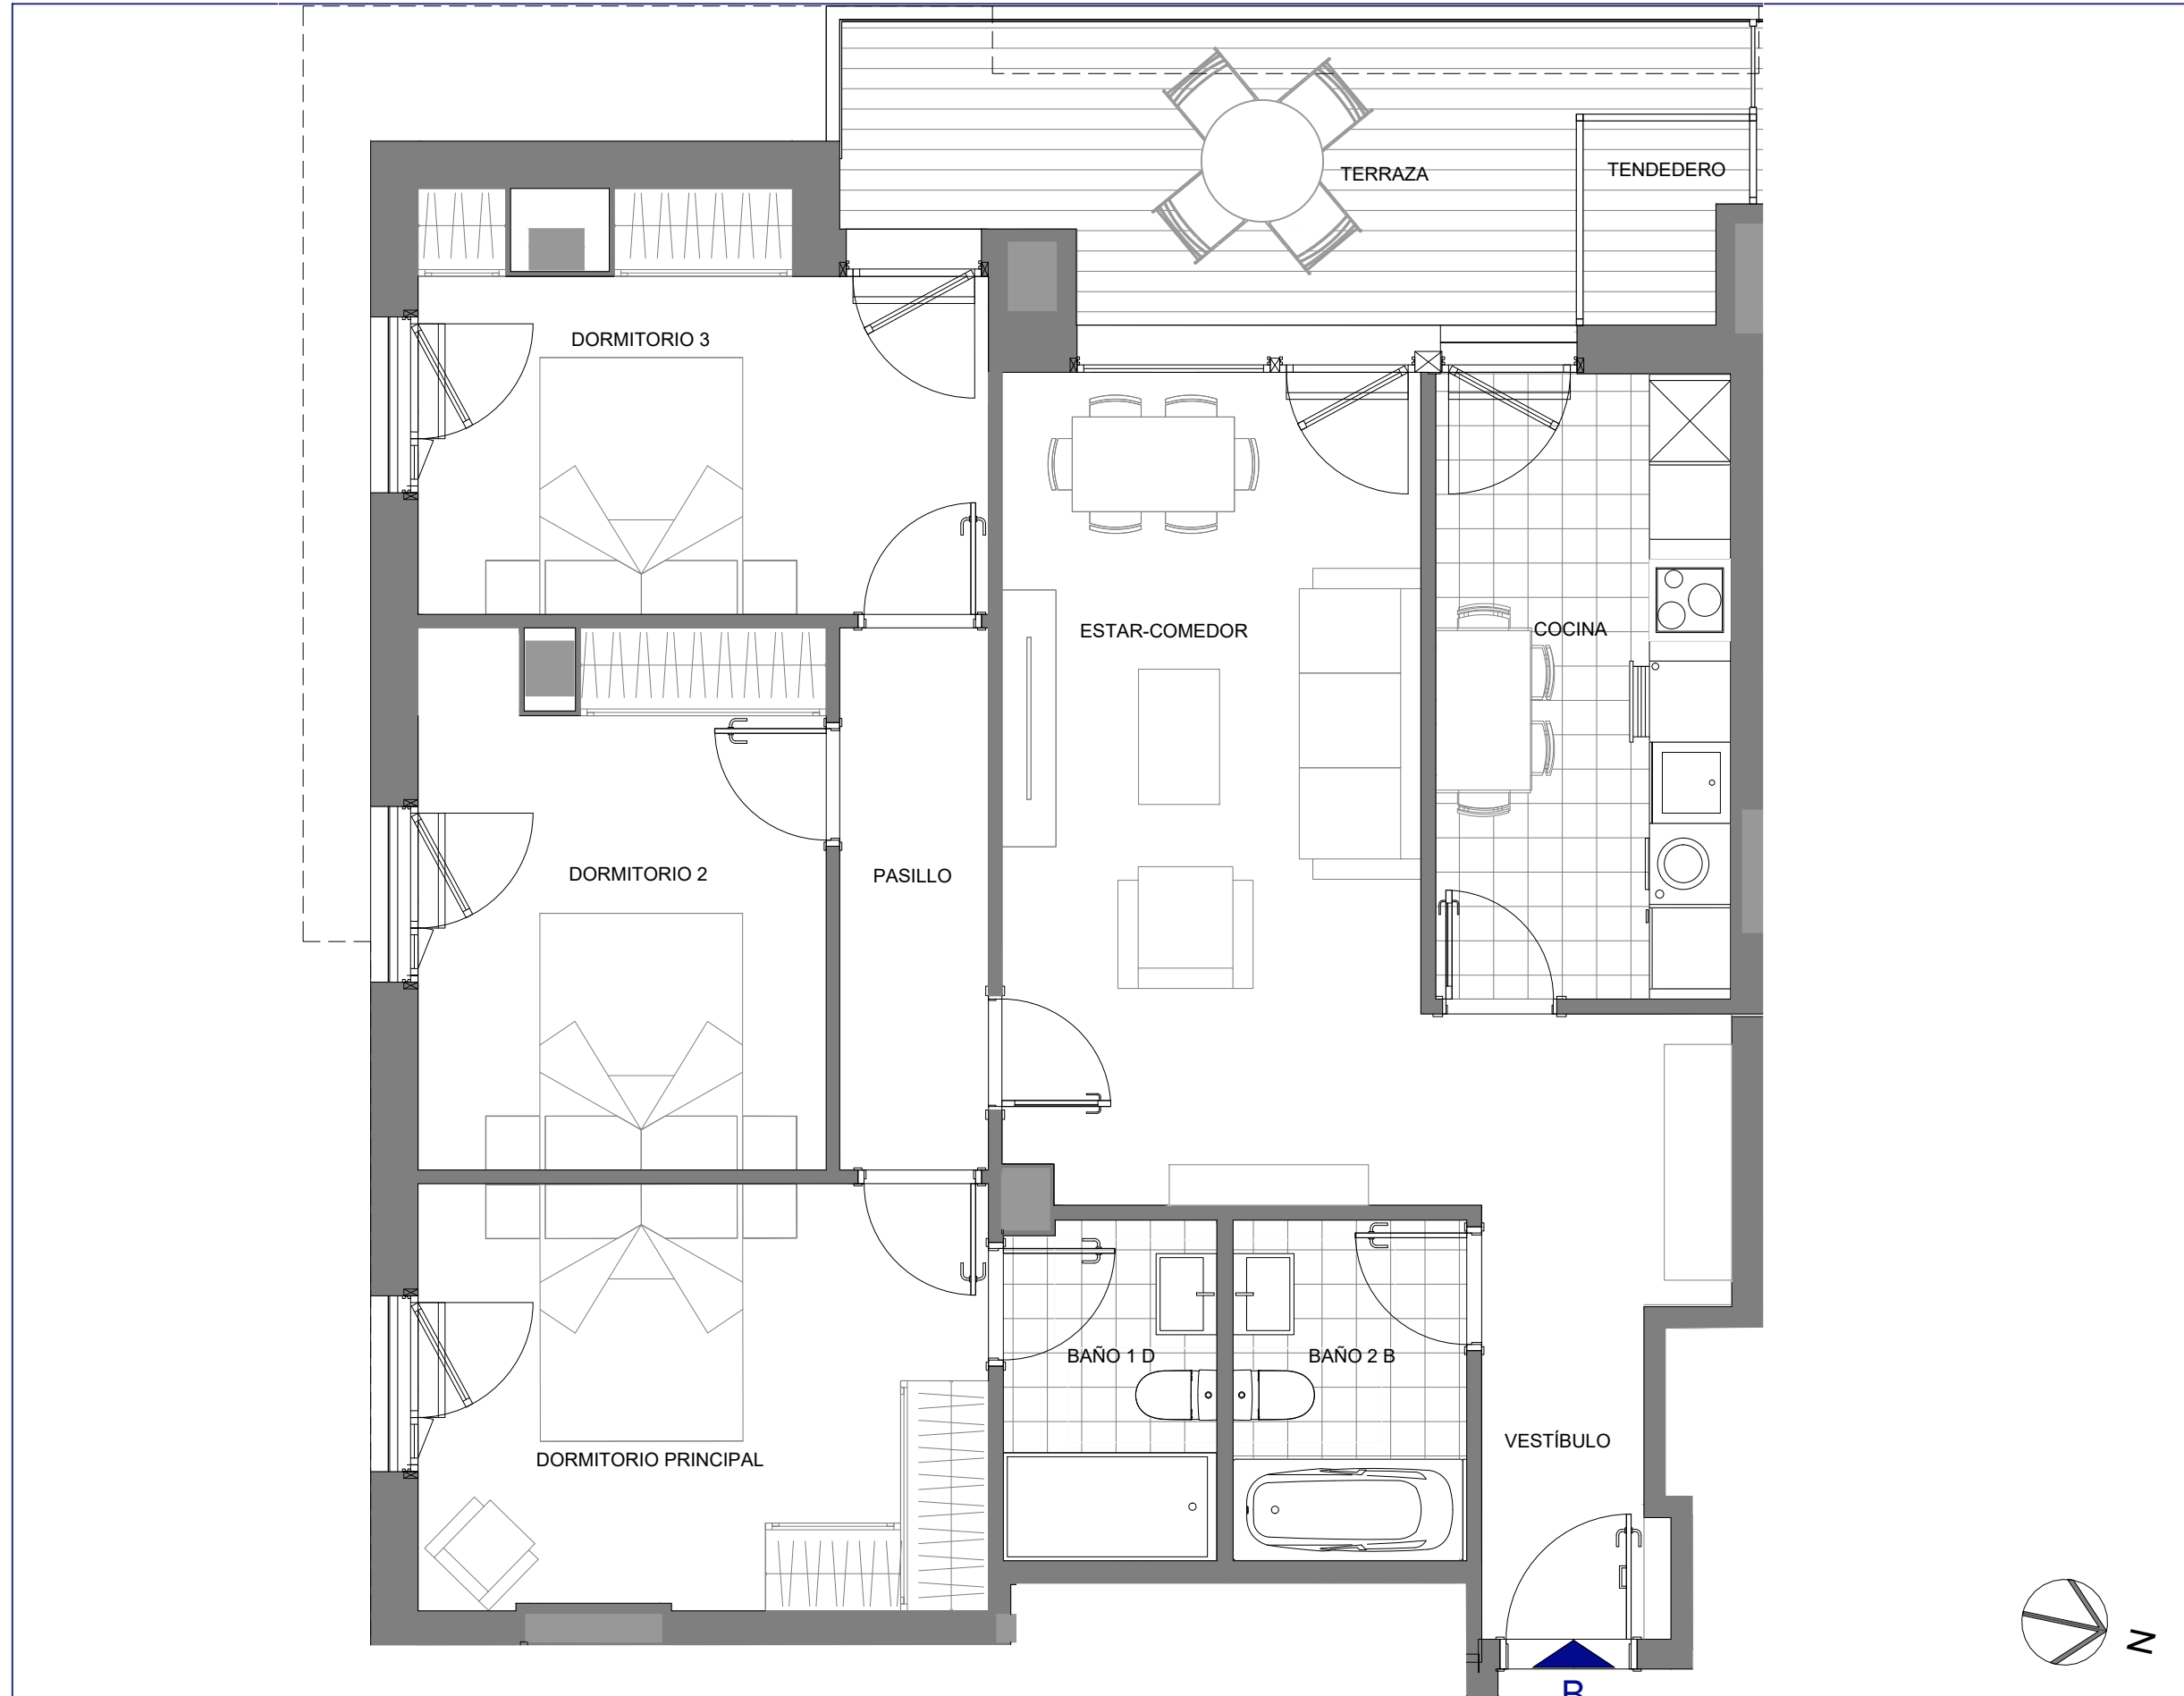 TERRAZA
TENDEDERO
DORMITORIO 3
ESTAR-COMEDOR
COCINA
DORMITORIO 2
PASILLO
BAÑO 1 D
BAÑO 2 B
VESTÍBULO
DORMITORIO PRINCIPAL
N
B